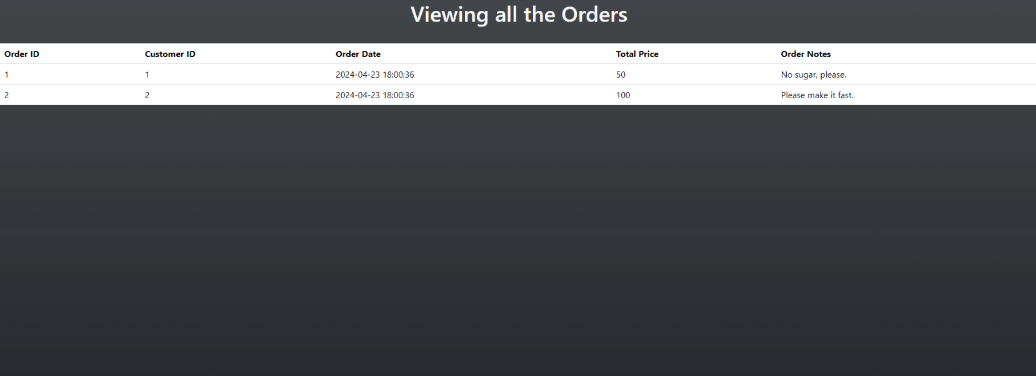 Viewing all the Orders
Order ID Customer ID Order Date Total Price Order Notes
1 1 2024-04-23 18:00:36 50 No sugar, please.
2 2 2024-04-23 18:00:36 100 Please make it fast.